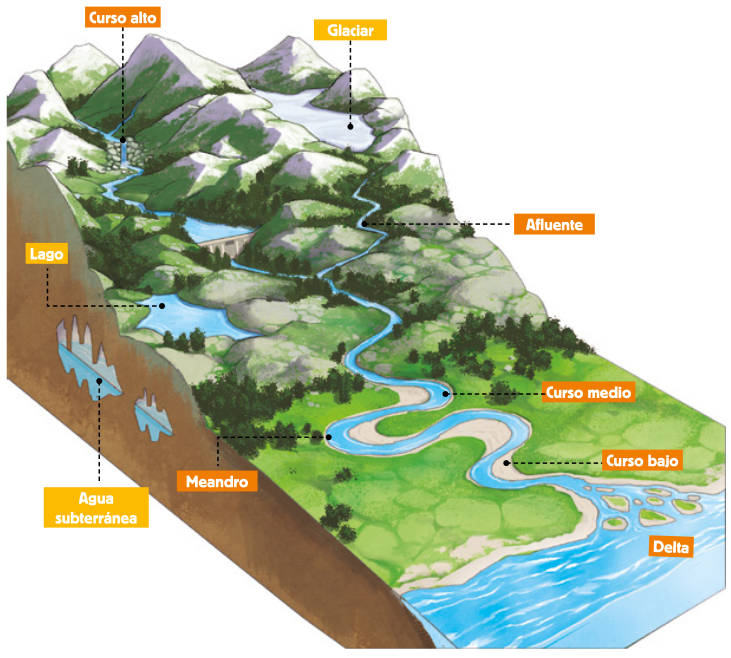 Curso alto
Glaciar
Afluente
Lago
Curso medio
Curso bajo
Meandro
Agua
subterránea
Delta